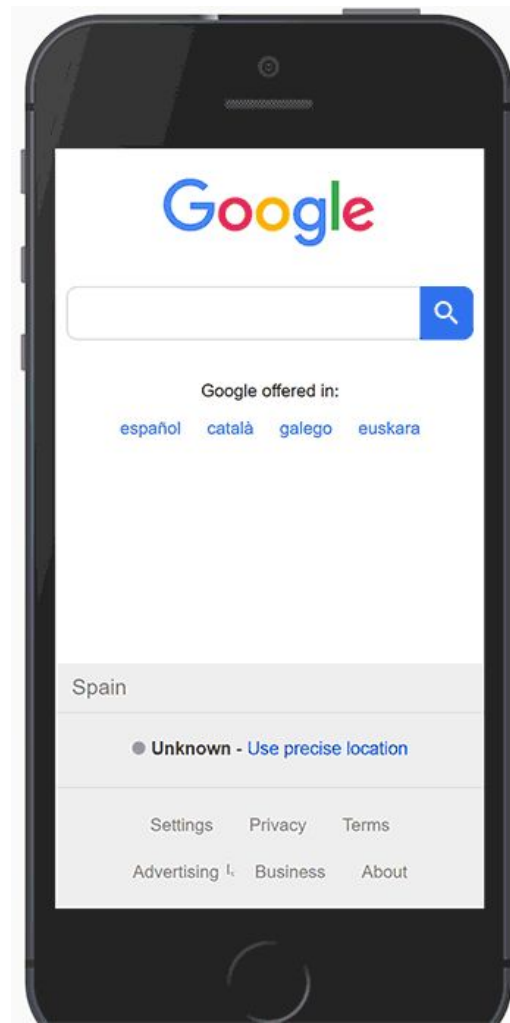 Google
Google offered in:
español català galego euskara
Spain
Unknown - Use precise location
Settings Privacy Terms
Advertising Business About